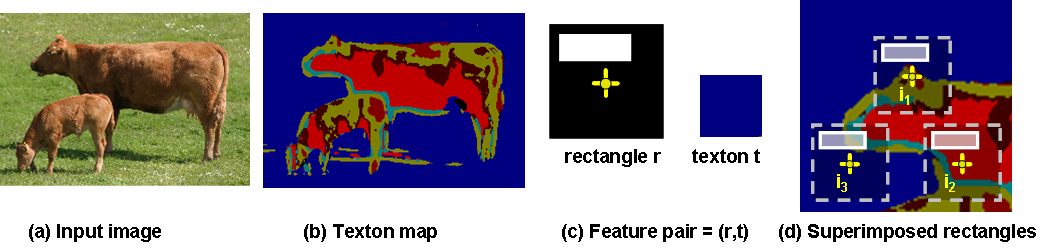 rectangle r
texton t
i1
i2
i3
(a) Input image
(b) Texton map
(c) Feature pair = (r,t)
(d) Superimposed rectangles